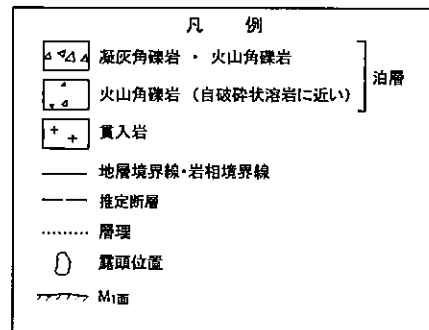 凡 例
凝灰角礫岩 ・ 火山角礫岩
火山角礫岩 (自破砕状溶岩に近い)
泊層
貫入岩
地層境界線・岩相境界線
推定断層
層理
露頭位置
M1面